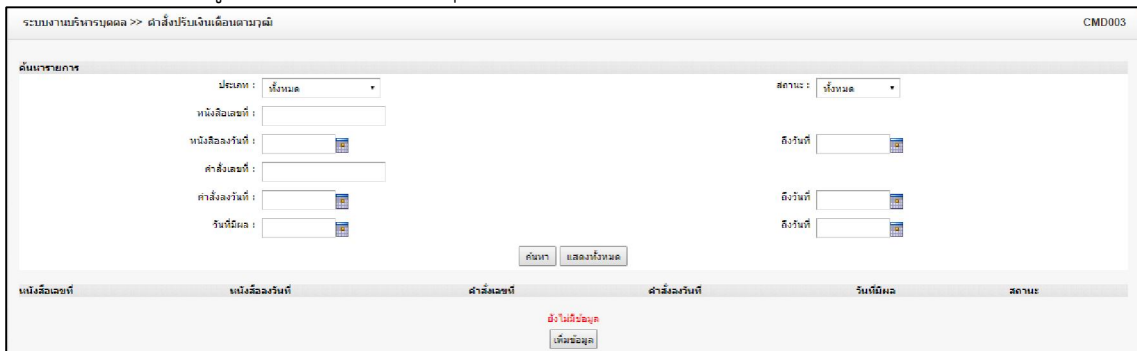 ระบบงานบริหารบุคคล >> คำสั่งปรับเงินเดือนตามวุฒิ CMD003
ค้นหารายการ
ประเภท : ทั้งหมด สถานะ : ทั้งหมด
หนังสือเลขที่ :
หนังสือลงวันที่ : ถึงวันที่
คำสั่งเลขที่ :
คำสั่งลงวันที่ : ถึงวันที่
วันที่มีผล : ถึงวันที่
ค้นหา แสดงทั้งหมด
หนังสือเลขที่ หนังสือลงวันที่ คำสั่งเลขที่ คำสั่งลงวันที่ วันที่มีผล สถานะ
ยังไม่มีข้อมูล
เพิ่มข้อมูล